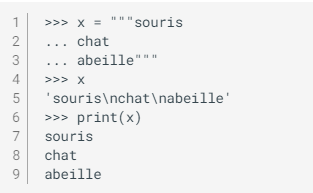 1 >>> x = """souris
2 ... chat
3 ... abeille"""
4 >>> x
5 'souris\nchat\nabeille'
6 >>> print(x)
7 souris
8 chat
9 abeille